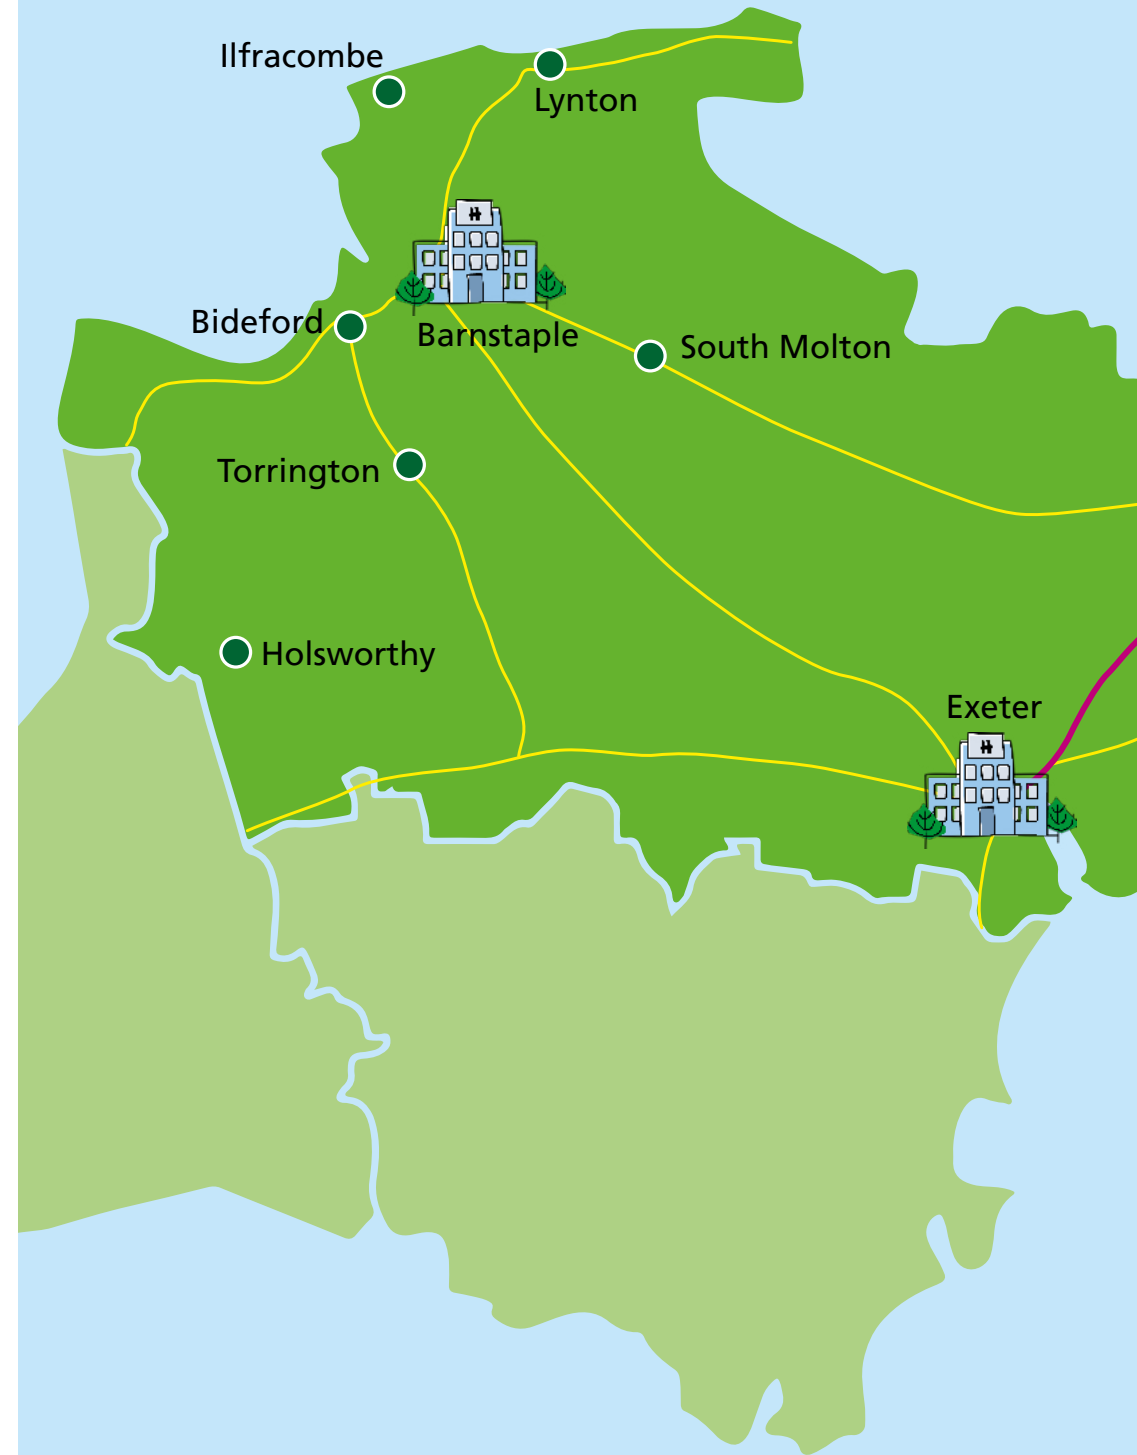 Ilfracombe
Lynton
H
Bideford
Barnstaple
South Molton
Torrington
Holsworthy
Exeter
H